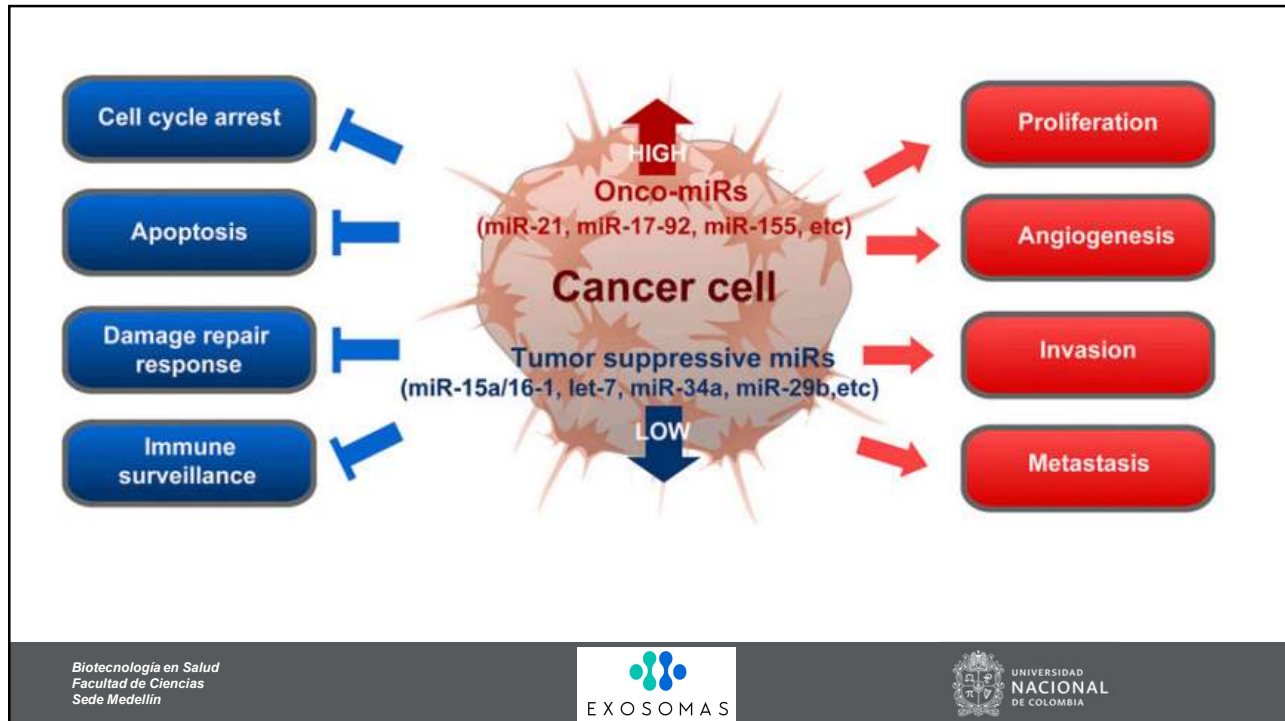 Cell cycle arrest
Apoptosis
Damage repair
response
Immune
surveillance
HIGH
Onco-miRs
(miR-21, miR-17-92, miR-155, etc)
Cancer cell
Tumor suppressive miRs
(miR-15a/16-1, let-7, miR-34a, miR-29b,etc)
LOW
Proliferation
Angiogenesis
Invasion
Metastasis
Biotecnología en Salud
Facultad de Ciencias
Sede Medellín
EXOSOMAS
UNIVERSIDAD
NACIONAL
DE COLOMBIA